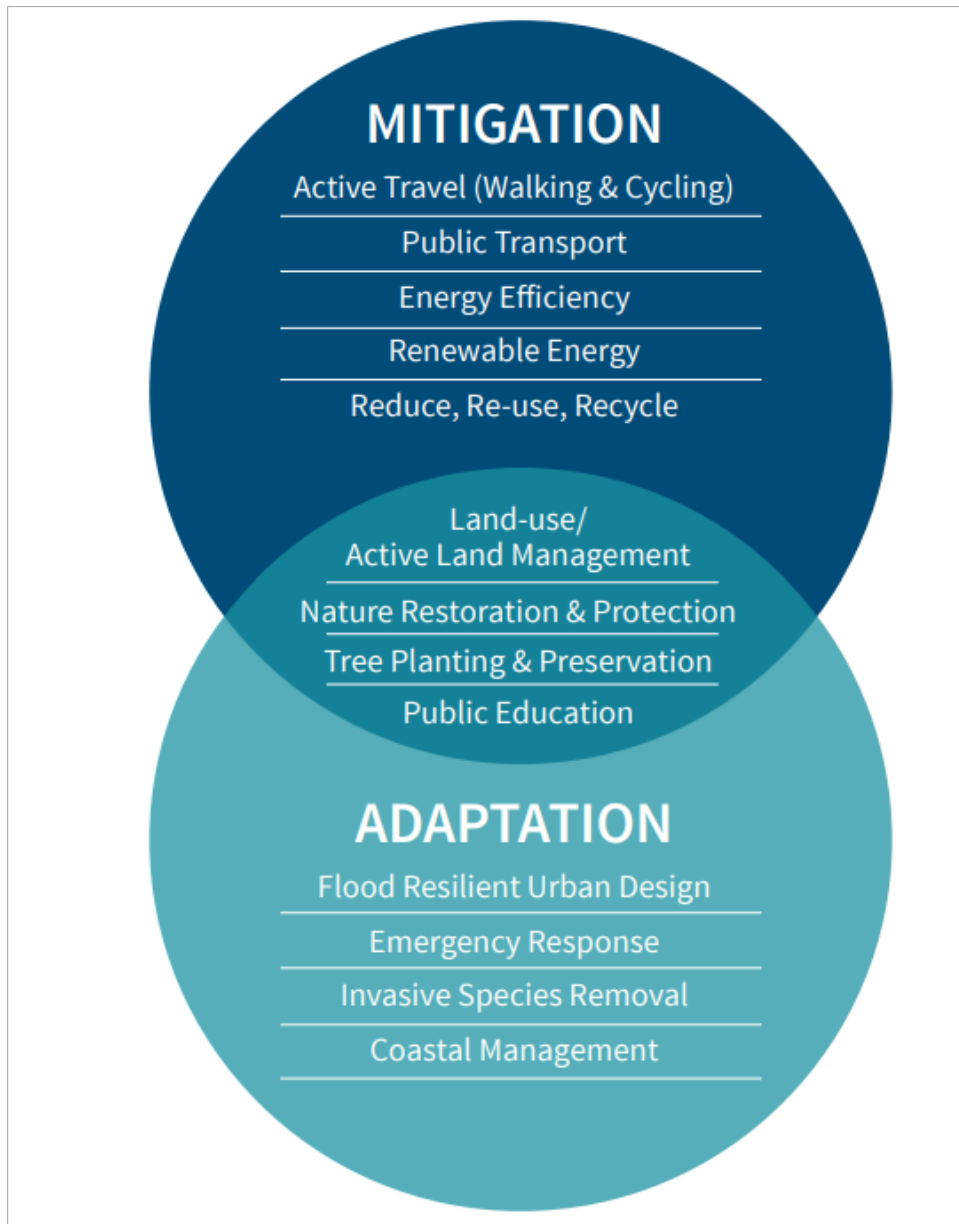 MITIGATION
Active Travel (Walking & Cycling)
Public Transport
Energy Efficiency
Renewable Energy
Reduce, Re-use, Recycle
Land-use/
Active Land Management
Nature Restoration & Protection
Tree Planting & Preservation
Public Education
ADAPTATION
Flood Resilient Urban Design
Emergency Response
Invasive Species Removal
Coastal Management